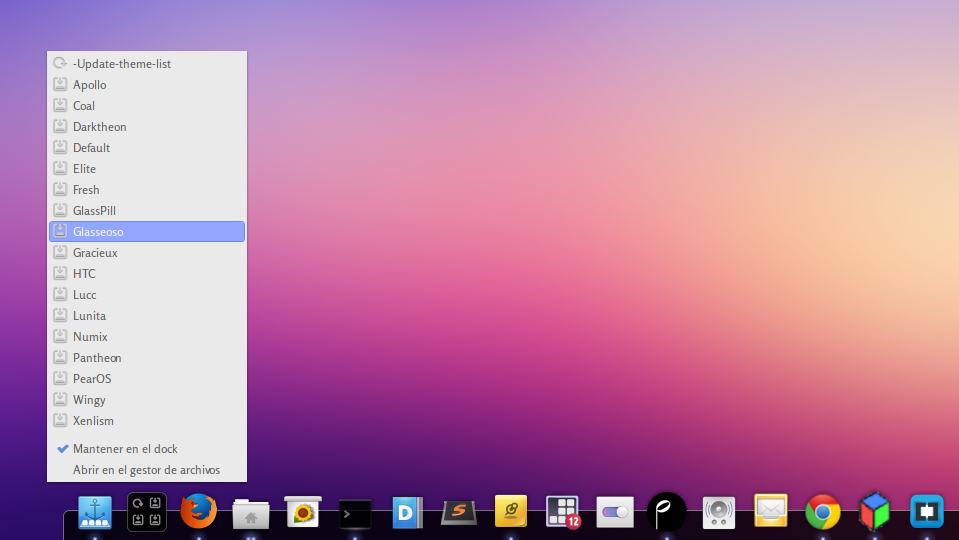 -Update-theme-list
Apollo
Coal
Darktheon
Default
Elite
Fresh
GlassPill
Glasseoso
Gracieux
HTC
Lucc
Lunita
Numix
Pantheon
PearOS
Wingy
Xenlism
Mantener en el dock
Abrir en el gestor de archivos
D
S
12